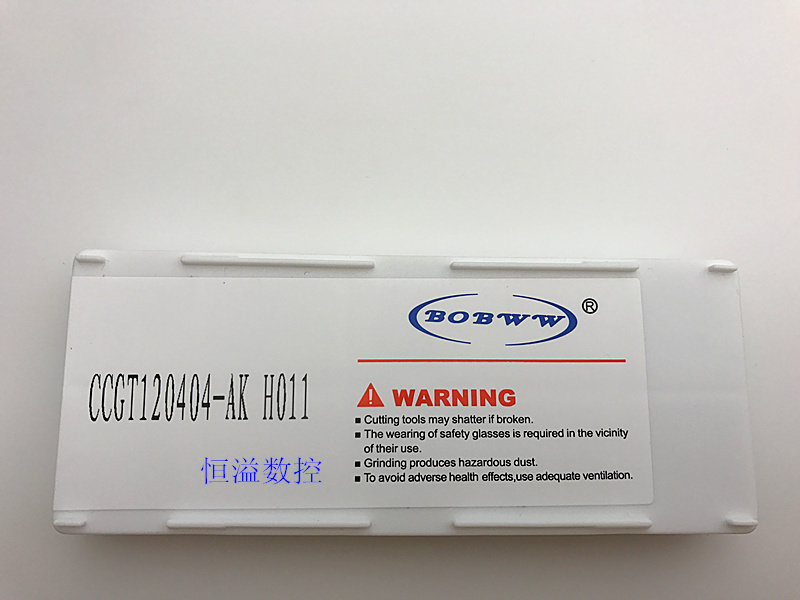 BOBWW®
CCGT120404-AK H011
恒溢数控
WARNING
■ Cutting tools may shatter if broken.
■ The wearing of safety glasses is required in the vicinity
of their use.
■ Grinding produces hazardous dust.
■ To avoid adverse health effects,use adequate ventilation.